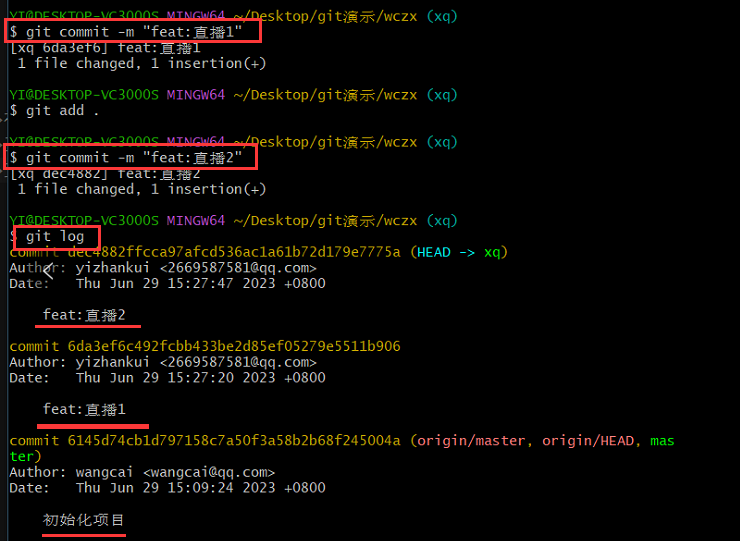 YI@DESKTOP-VC3000S MINGW64 ~/Desktop/git演示/wczx (xq)
$ git commit -m "feat:直播1"
[xq 6da3ef6] feat:直播1
1 file changed, 1 insertion(+)
YI@DESKTOP-VC3000S MINGW64 ~/Desktop/git演示/wczx (xq)
$ git add .
YI@DESKTOP-VC3000S MINGW64 ~/Desktop/git演示/wczx (xq)
$ git commit -m "feat:直播2"
[xq dec4882] feat:直播2
1 file changed, 1 insertion(+)
YI@DESKTOP-VC3000S MINGW64 ~/Desktop/git演示/wczx (xq)
$ git log
commit dec4882ffcca97afcd536ac1a61b72d179e7775a (HEAD -> xq)
Author: yizhankui <2669587581@qq.com>
Date: Thu Jun 29 15:27:47 2023 +0800
feat:直播2
commit 6da3ef6c492fcbb433be2d85ef05279e5511b906
Author: yizhankui <2669587581@qq.com>
Date: Thu Jun 29 15:27:20 2023 +0800
feat:直播1
commit 6145d74cb1d797158c7a50f3a58b2b68f245004a (origin/master, origin/HEAD, mas
ter)
Author: wangcai <wangcai@qq.com>
Date: Thu Jun 29 15:09:24 2023 +0800
初始化项目